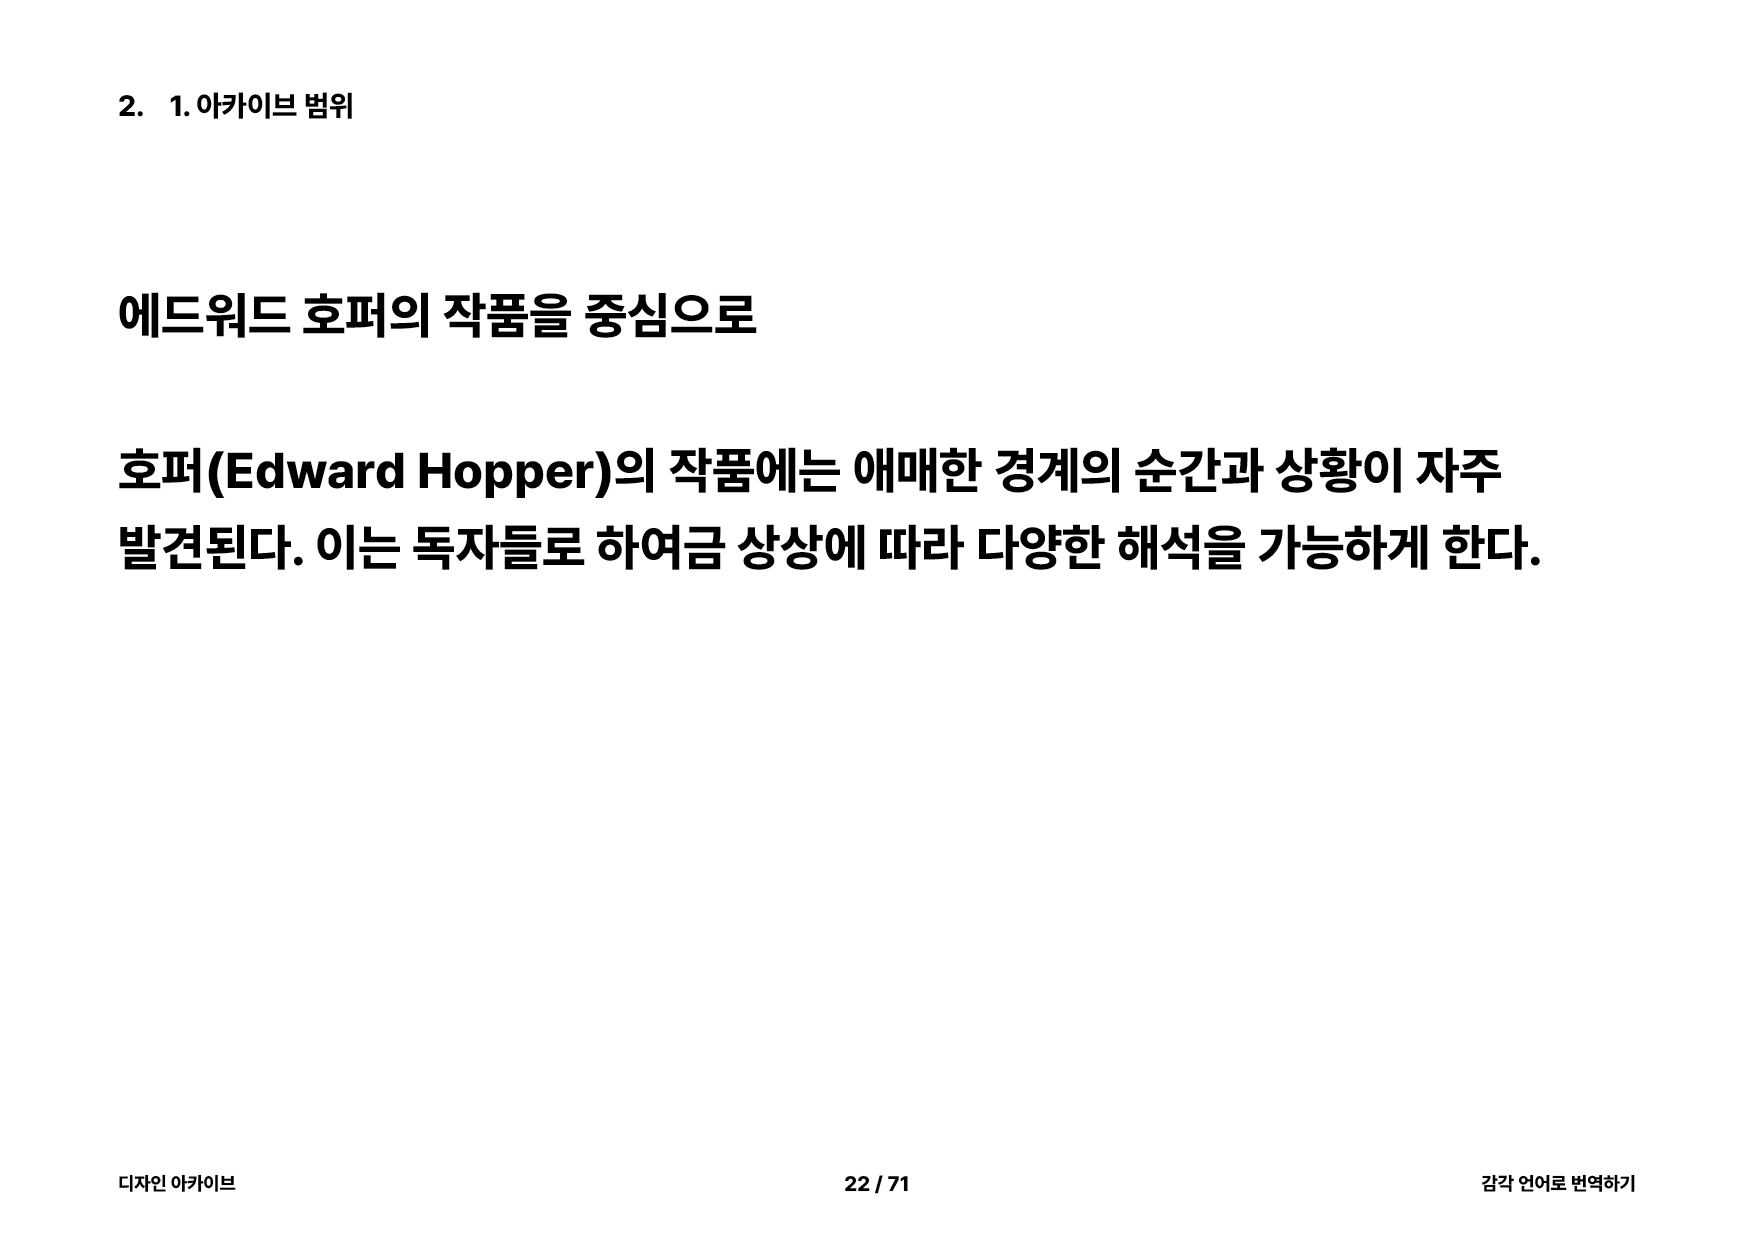 2. 1. 아카이브 범위
에드워드 호퍼의 작품을 중심으로
호퍼(Edward Hopper)의 작품에는 애매한 경계의 순간과 상황이 자주
발견된다. 이는 독자들로 하여금 상상에 따라 다양한 해석을 가능하게 한다.
디자인 아카이브
22 / 71
감각 언어로 번역하기